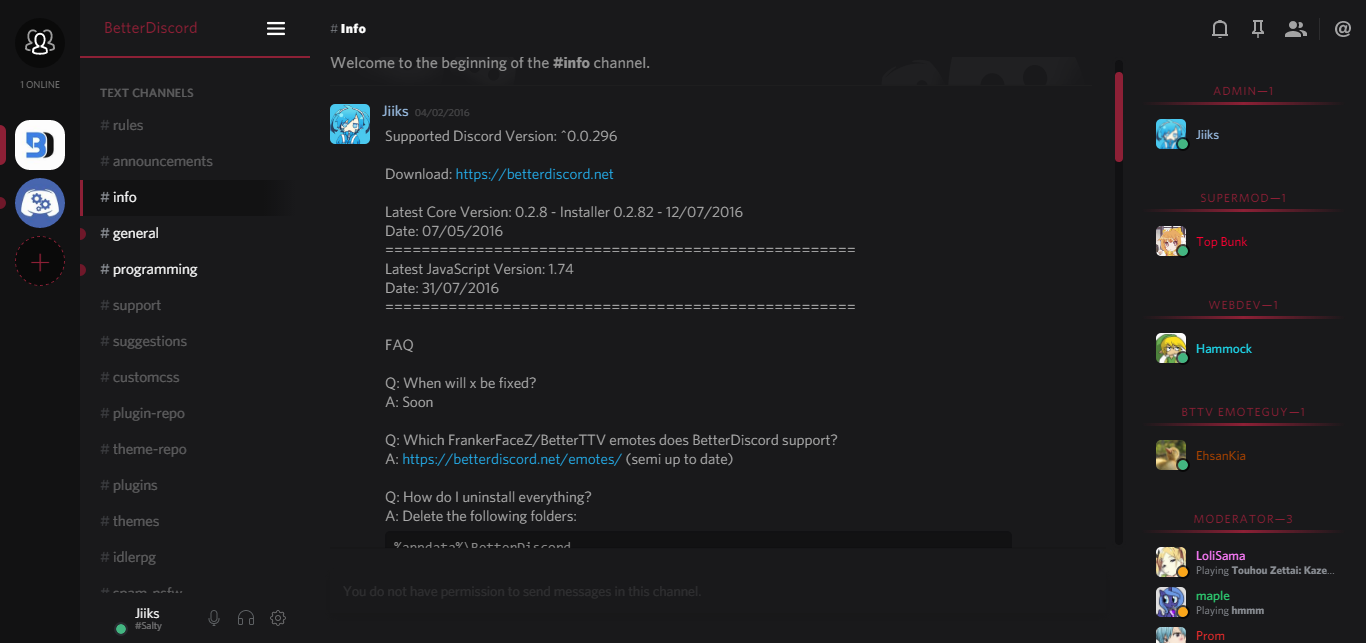 1 ONLINE
BetterDiscord
TEXT CHANNELS
# rules
# announcements
# info
# general
# programming
# support
# suggestions
# customcss
# plugin-repo
# theme-repo
# plugins
# themes
# idlerpg
# spam-nsfw
Jiiks
#Salty
# Info
Welcome to the beginning of the #info channel.
Jiiks 04/02/2016
Supported Discord Version: ^0.0.296
Download: https://betterdiscord.net
Latest Core Version: 0.2.8 - Installer 0.2.82 - 12/07/2016
Date: 07/05/2016
====================================================
Latest JavaScript Version: 1.74
Date: 31/07/2016
====================================================
FAQ
Q: When will x be fixed?
A: Soon
Q: Which FrankerFaceZ/BetterTTV emotes does BetterDiscord support?
A: https://betterdiscord.net/emotes/ (semi up to date)
Q: How do I uninstall everything?
A: Delete the following folders:
%appdata%\BetterDiscord
You do not have permission to send messages in this channel.
@
ADMIN—1
Jiiks
SUPERMOD—1
Top Bunk
WEBDEV—1
Hammock
BTTV EMOTEGUY—1
EhsanKia
MODERATOR—3
LoliSama
Playing Touhou Zettai: Kaze...
maple
Playing hmmm
Prom